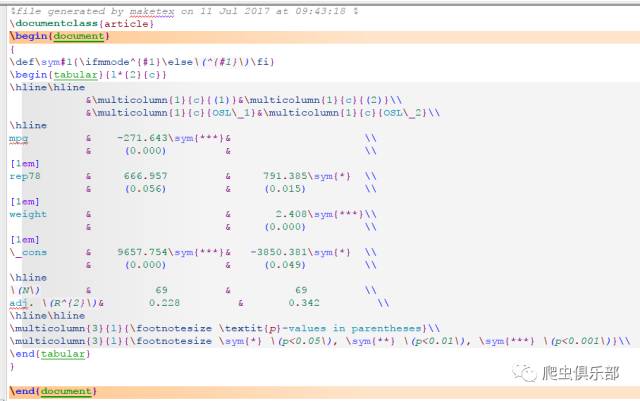 %file generated by maketex on 11 Jul 2017 at 09:43:18 %
\documentclass{article}
\begin{document}
{
\def\sym#1{\ifmmode^{#1}\else\(^{#1}\)\fi}
\begin{tabular}{l*{2}{c}}
\hline\hline
&\multicolumn{1}{c}{(1)}&\multicolumn{1}{c}{(2)}\\
&\multicolumn{1}{c}{OSL\_1}&\multicolumn{1}{c}{OSL\_2}\\
\hline
mpg & -271.643\sym{***}& \\
& (0.000) & \\
[1em]
rep78 & 666.957 & 791.385\sym{*} \\
& (0.056) & (0.015) \\
[1em]
weight & & 2.408\sym{***}\\
& & (0.000) \\
[1em]
\_cons & 9657.754\sym{***}& -3850.381\sym{*} \\
& (0.000) & (0.049) \\
\hline
\(N\) & 69 & 69 \\
adj. \(R^{2}\)& 0.228 & 0.342 \\
\hline\hline
\multicolumn{3}{l}{\footnotesize \textit{p}-values in parentheses}\\
\multicolumn{3}{l}{\footnotesize \sym{*} \(p<0.05\), \sym{**} \(p<0.01\), \sym{***} \(p<0.001\)}\\
\end{tabular}
}
\end{document}
爬虫俱乐部